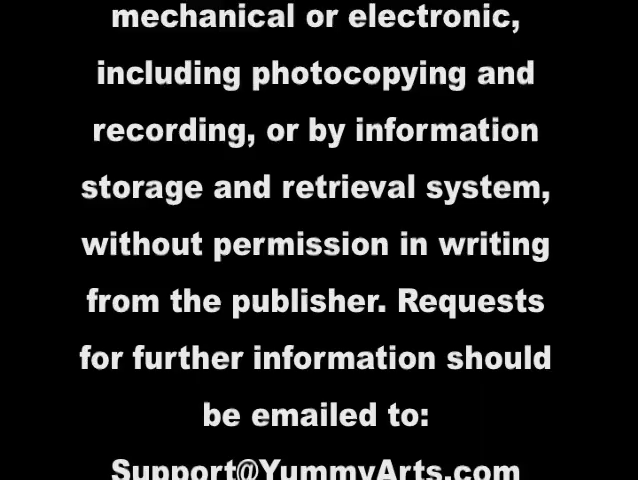 mechanical or electronic,
including photocopying and
recording, or by information
storage and retrieval system,
without permission in writing
from the publisher. Requests
for further information should
be emailed to:
Support@YummyArts.com